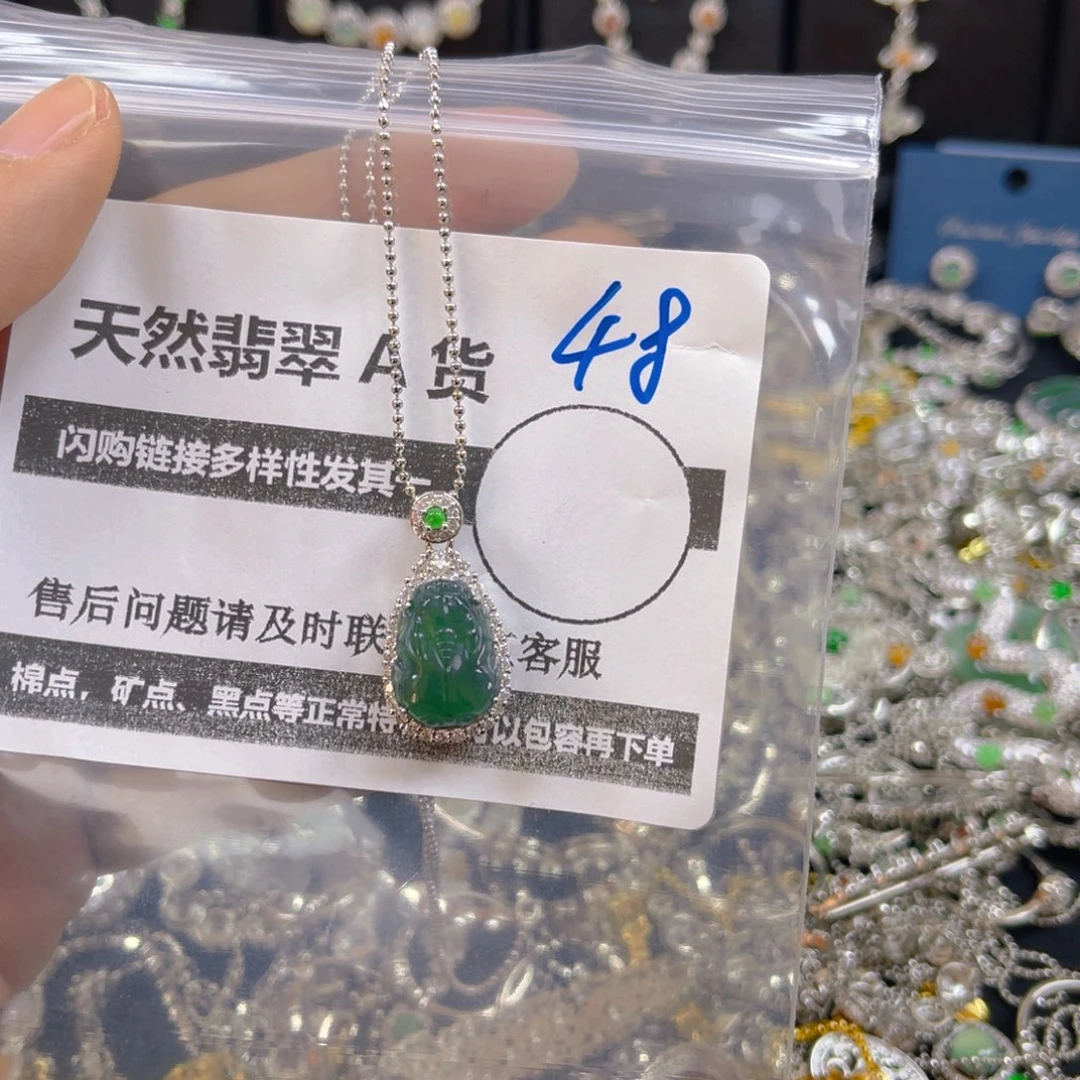 天然翡翠 A 货
48
闪购链接多样性发其一
售后问题请及时联 客服
棉点，矿点、黑点等正常特 以包容再下单